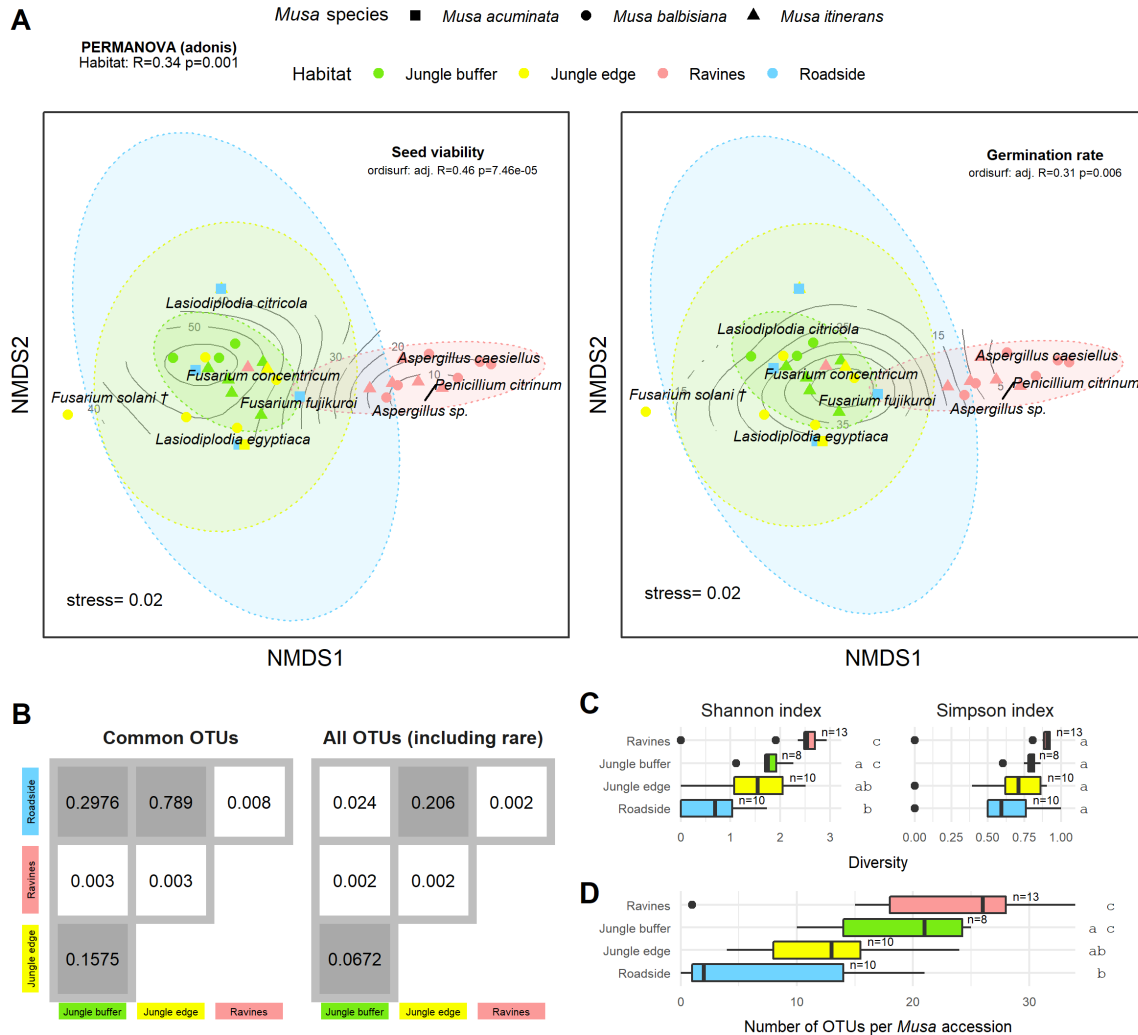 A
Musa species ■ Musa acuminata ● Musa balbisiana ▲ Musa itinerans
PERMANOVA (adonis)
Habitat: R=0.34 p=0.001
Habitat ● Jungle buffer ● Jungle edge ● Ravines ● Roadside
Seed viability
ordisurf: adj. R=0.46 p=7.46e-05
NMDS2
Lasiodiplodia citricola
50
30
20
10
40
Aspergillus caesiellus
Fusarium concentricum
Penicillium citrinum
Fusarium solani †
Fusarium fujikuroi
Aspergillus sp.
Lasiodiplodia egyptiaca
stress= 0.02
NMDS1
Germination rate
ordisurf: adj. R=0.31 p=0.006
NMDS2
Lasiodiplodia citricola
25
15
15
5
35
Aspergillus caesiellus
Fusarium concentricum
Penicillium citrinum
Fusarium solani †
Fusarium fujikuroi
Aspergillus sp.
Lasiodiplodia egyptiaca
stress= 0.02
NMDS1
B
Common OTUs
Roadside
0.2976 0.789 0.008
Ravines
0.003 0.003
Jungle edge
0.1575
Jungle buffer Jungle edge Ravines
All OTUs (including rare)
0.024 0.206 0.002
0.002 0.002
0.0672
Jungle buffer Jungle edge Ravines
C
Shannon index Simpson index
Ravines n=13 c n=13 a
Jungle buffer n=8 a c n=8 a
Jungle edge n=10 ab n=10 a
Roadside n=10 b n=10 a
0 1 2 3 0.00 0.25 0.50 0.75 1.00
Diversity
D
Ravines n=13 c
Jungle buffer n=8 a c
Jungle edge n=10 ab
Roadside n=10 b
0 10 20 30
Number of OTUs per Musa accession